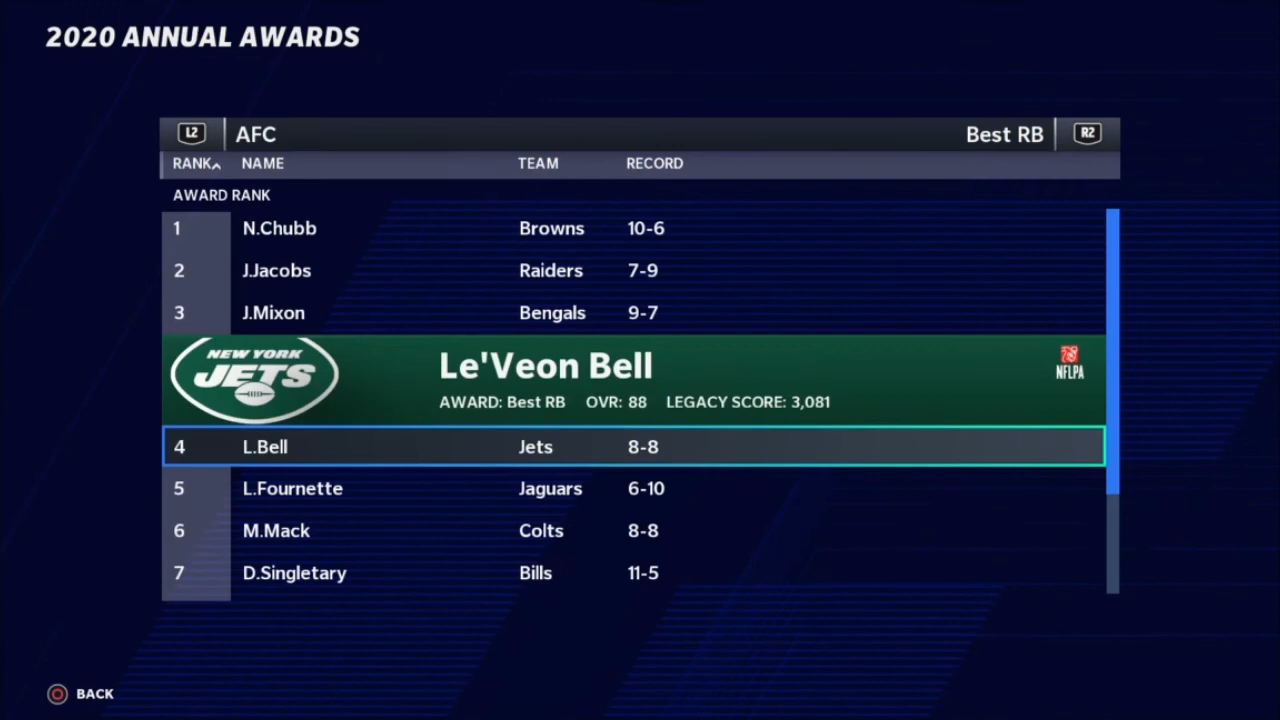 2020 ANNUAL AWARDS
L2 AFC Best RB R2
RANK NAME TEAM RECORD
AWARD RANK
1 N.Chubb Browns 10-6
2 J.Jacobs Raiders 7-9
3 J.Mixon Bengals 9-7
NEW YORK
JETS
Le'Veon Bell
NFLPA
AWARD: Best RB OVR: 88 LEGACY SCORE: 3,081
4 L.Bell Jets 8-8
5 L.Fournette Jaguars 6-10
6 M.Mack Colts 8-8
7 D.Singletary Bills 11-5
BACK